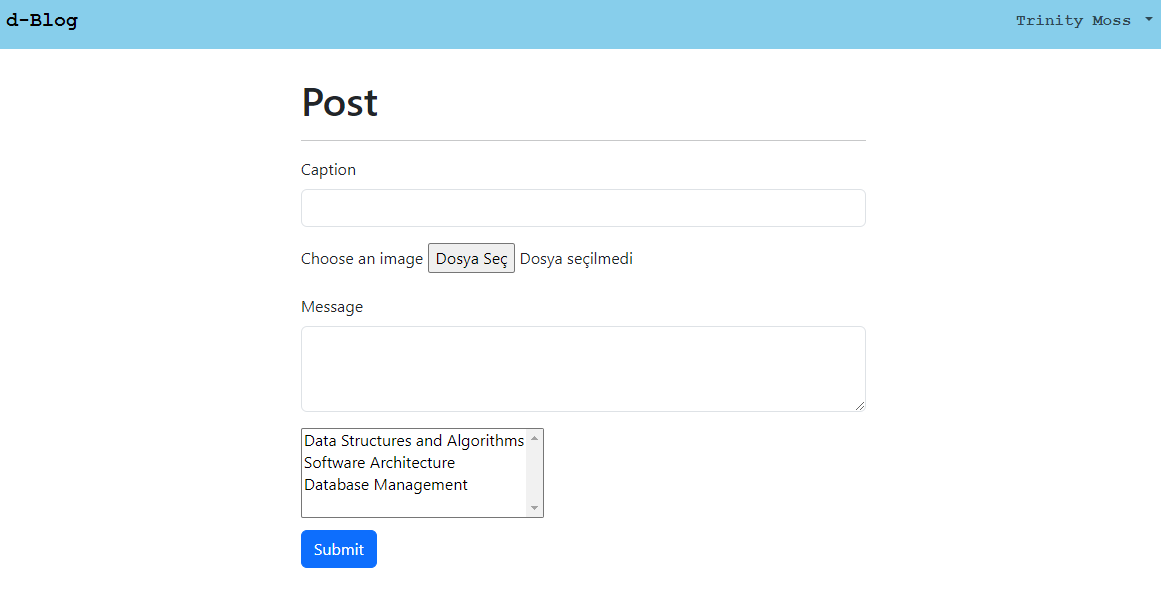 d-Blog
Trinity Moss
Post
Caption
Choose an image Dosya Seç Dosya seçilmedi
Message
Data Structures and Algorithms
Software Architecture
Database Management
Submit